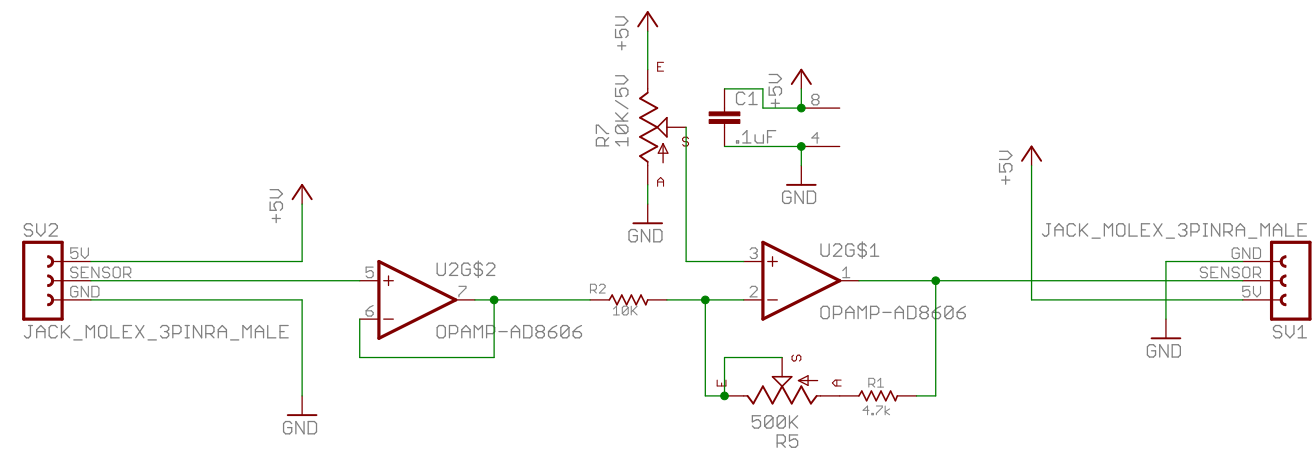 +5V
E
R7
10K/5V
S
A
GND
C1
.1uF
+5V
8
4
GND
SV2
5V
SENSOR
GND
JACK_MOLEX_3PINRA_MALE
+5V
GND
5
6
7
U2G$2
OPAMP-AD8606
R2
10K
3
2
1
U2G$1
OPAMP-AD8606
E
S
A
500K
R5
R1
4.7k
+5V
JACK_MOLEX_3PINRA_MALE
GND
SENSOR
5V
SV1
GND